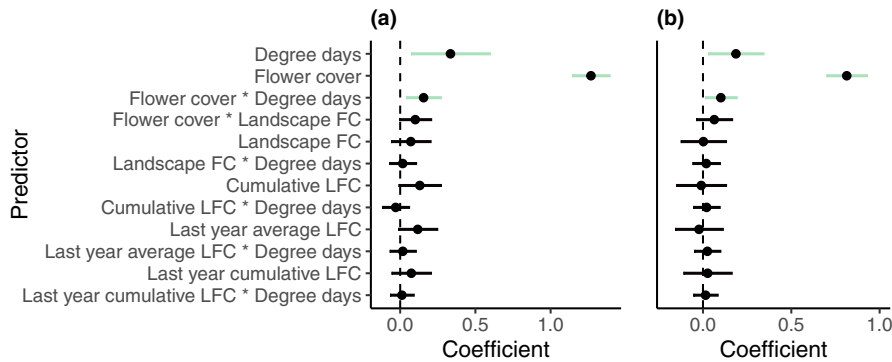 (a)
(b)
Predictor
Degree days
Flower cover
Flower cover * Degree days
Flower cover * Landscape FC
Landscape FC
Landscape FC * Degree days
Cumulative LFC
Cumulative LFC * Degree days
Last year average LFC
Last year average LFC * Degree days
Last year cumulative LFC
Last year cumulative LFC * Degree days
0.0 0.5 1.0
0.0 0.5 1.0
Coefficient
Coefficient